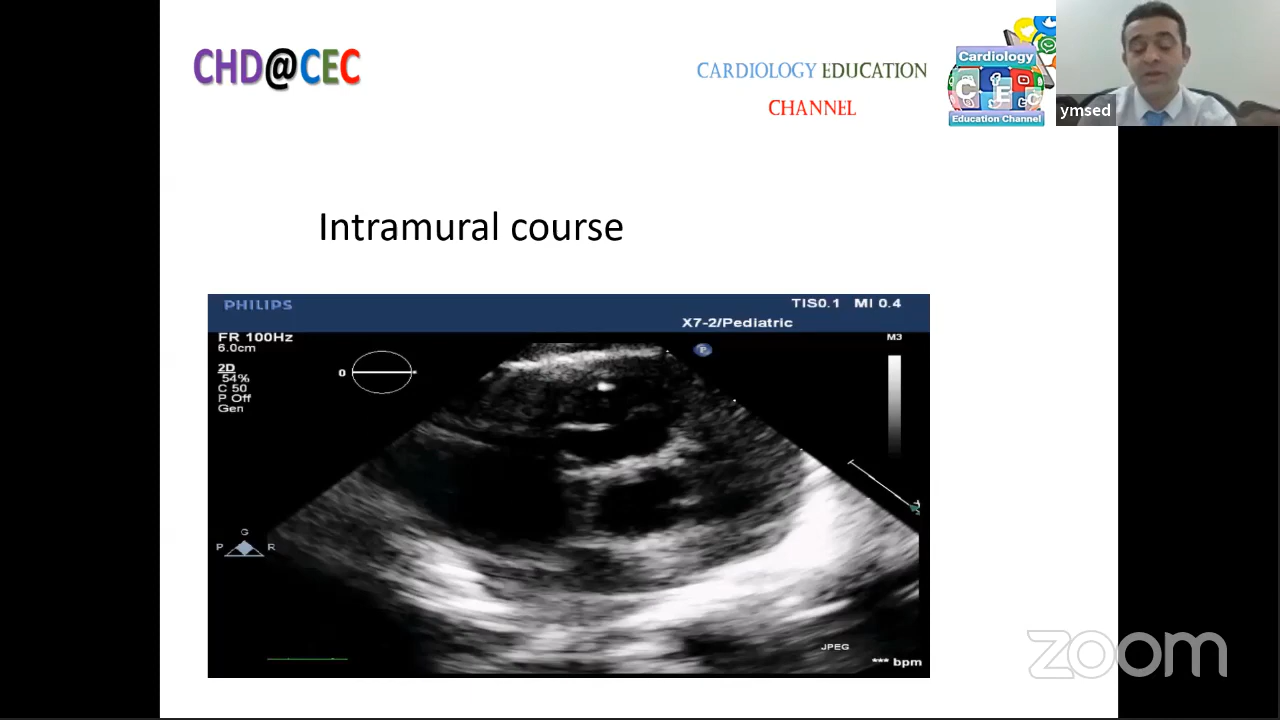 CHD@CEC
CARDIOLOGY EDUCATION
CHANNEL
Cardiology
CEC
Education Channel
ymsed
Intramural course
PHILIPS
TIS0.1 MI 0.4
X7-2/Pediatric
FR 100Hz
6.0cm
M3
P
0
2D
54%
C 50
P Off
Gen
G
P R
JPEG
*** bpm
zoom